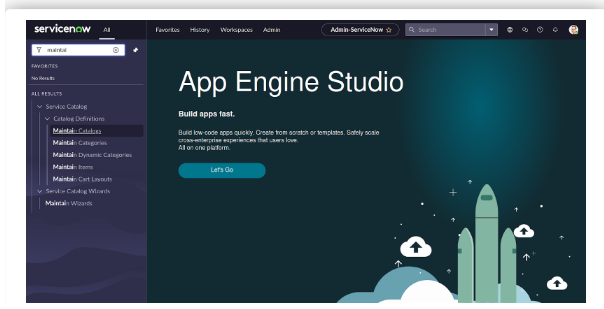 servicenow All Favorites History Workspaces Admin Admin-ServiceNow Search
maintai
FAVORITES
No Results
ALL RESULTS
Service Catalog
Catalog Definitions
Maintain Catalogs
Maintain Categories
Maintain Dynamic Categories
Maintain Items
Maintain Cart Layouts
Service Catalog Wizards
Maintain Wizards
App Engine Studio
Build apps fast.
Build low-code apps quickly. Create from scratch or templates. Safely scale
cross-enterprise experiences that users love.
All on one platform.
Let's Go